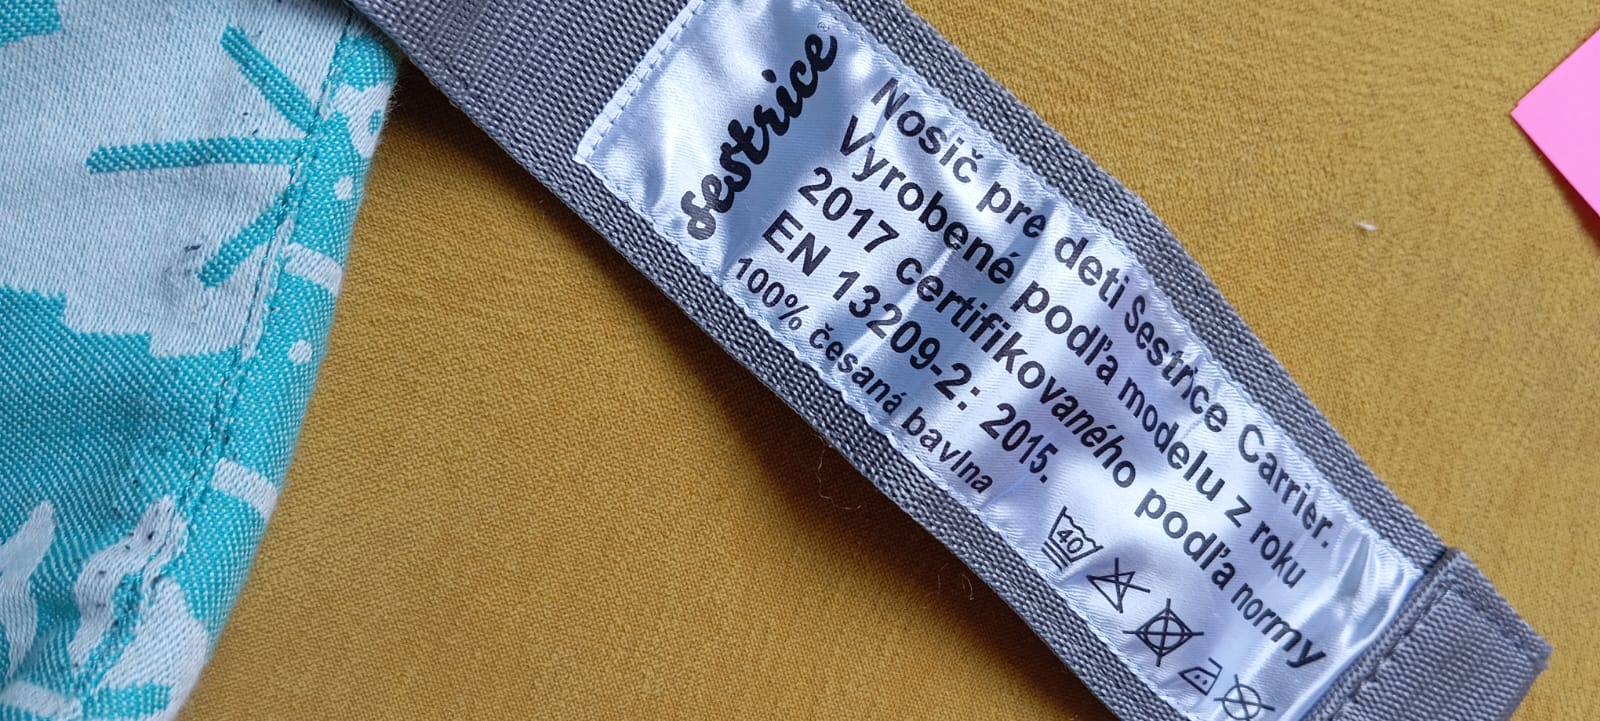 sestrice®
Nosič pre deti Sestrice Carrier.
Vyrobené podľa modelu z roku
2017 certifikovaného podľa normy
EN 13209-2: 2015.
100% česaná bavlna
40